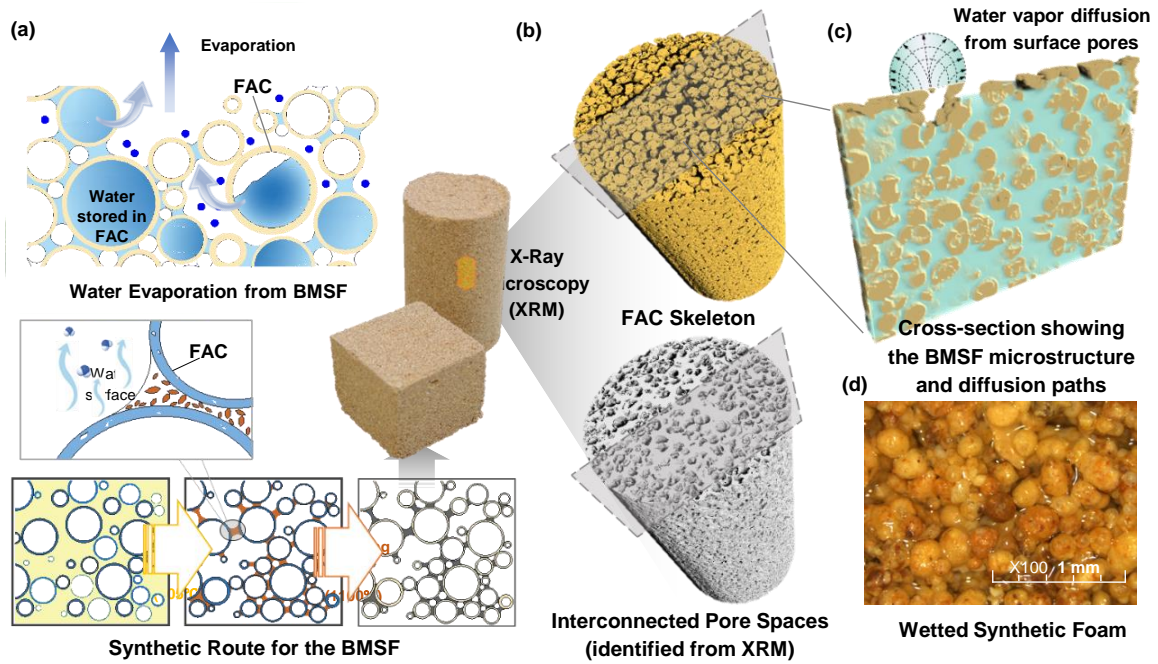 (a)
Evaporation
FAC
Water
stored in
FAC
Water Evaporation from BMSF
FAC
Synthetic Route for the BMSF
(b)
X-Ray
(XRM)
FAC Skeleton
Interconnected Pore Spaces
(identified from XRM)
(c)
Water vapor diffusion
from surface pores
Cross-section showing
the BMSF microstructure
and diffusion paths
(d)
X100 1 mm
Wetted Synthetic Foam